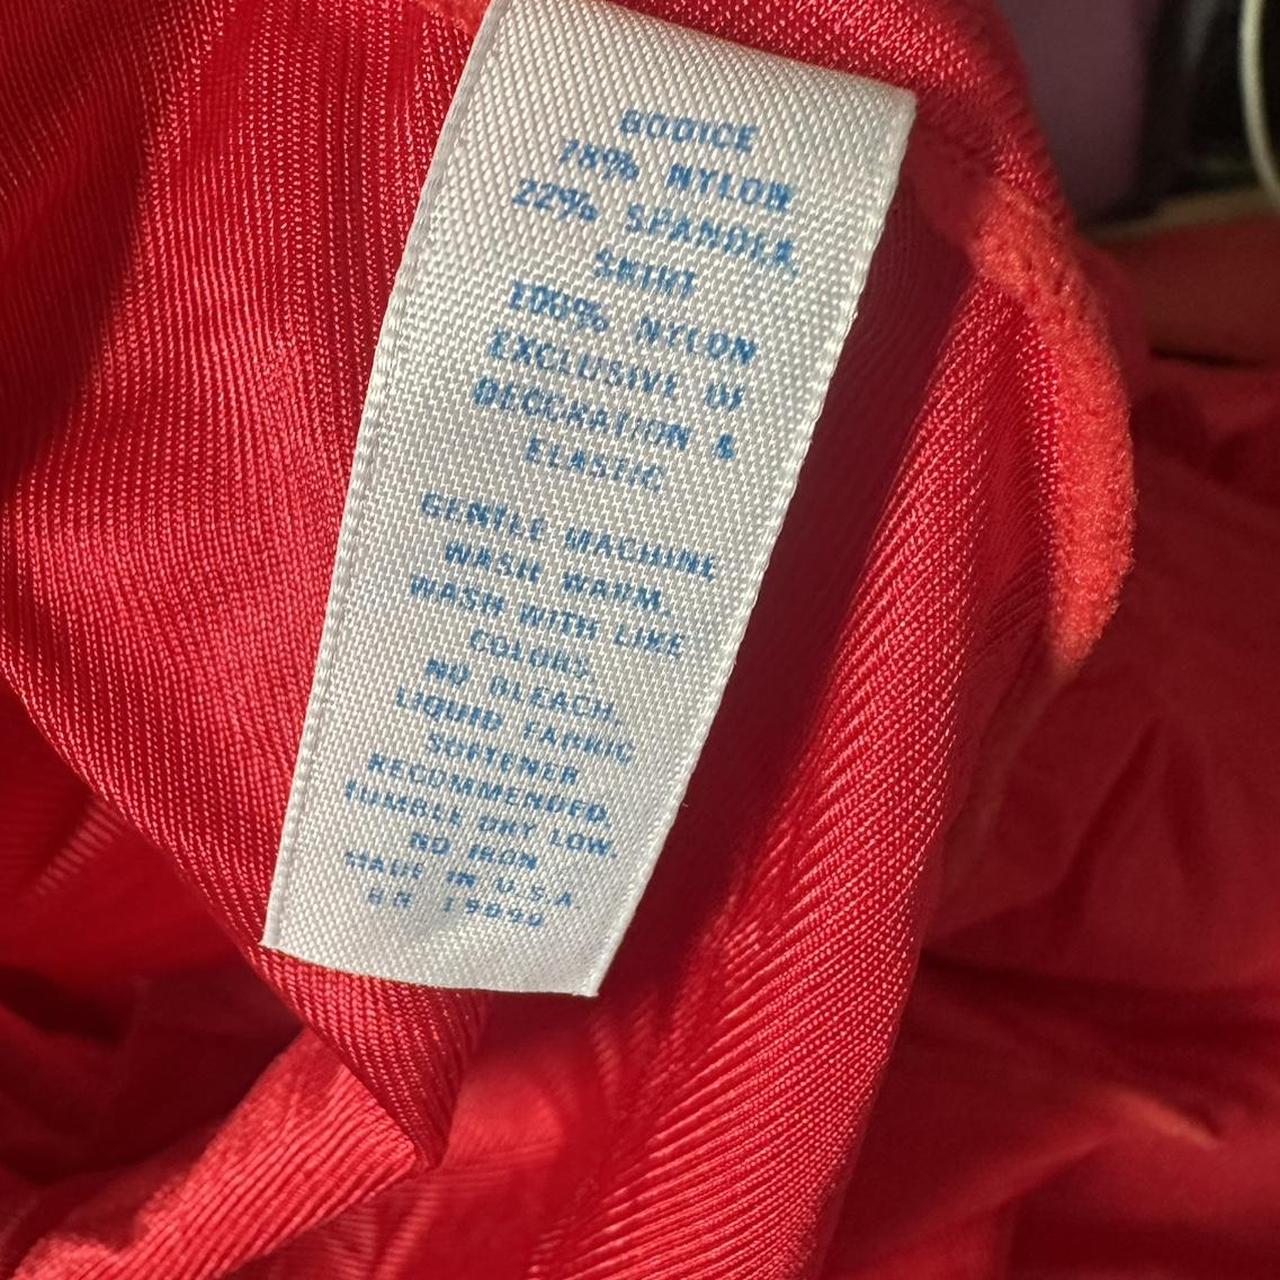 BODICE
78% NYLON
22% SPANDEX
SKIRT
100% NYLON
EXCLUSIVE OF
DECORATION &
ELASTIC
GENTLE MACHINE
WASH WARM.
WASH WITH LIKE
COLORS.
NO BLEACH.
LIQUID FABRIC
SOFTENER
RECOMMENDED.
TUMBLE DRY LOW.
NO IRON
MADE IN U.S.A.